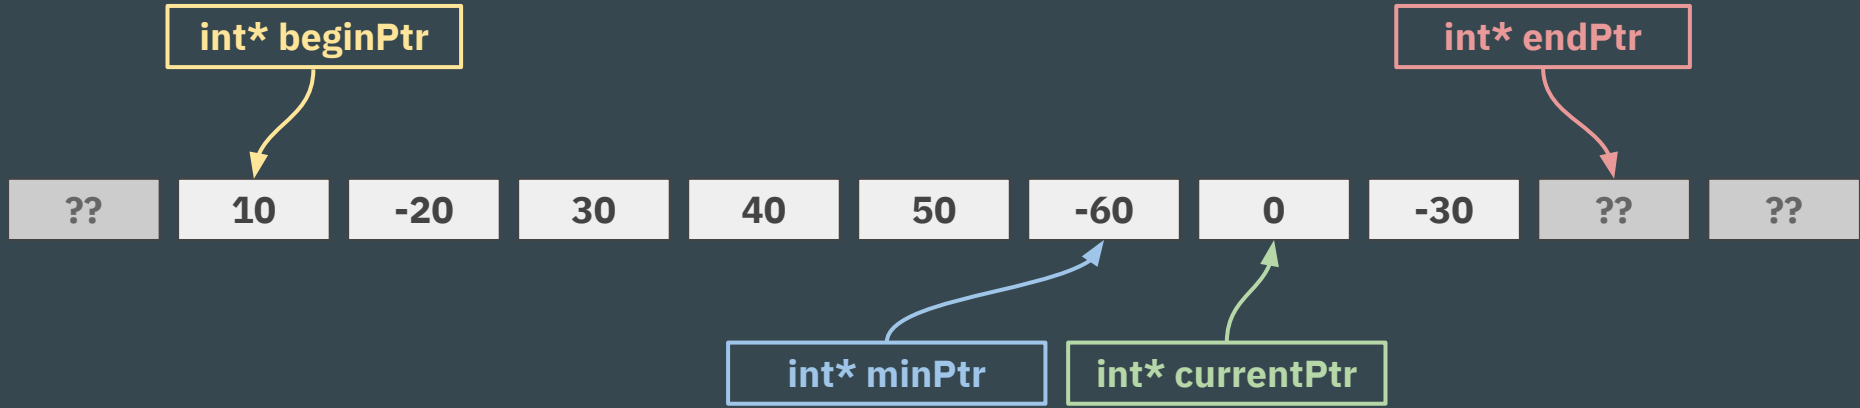 int* beginPtr
int* endPtr
?? 10 -20 30 40 50 -60 0 -30 ?? ??
int* minPtr
int* currentPtr